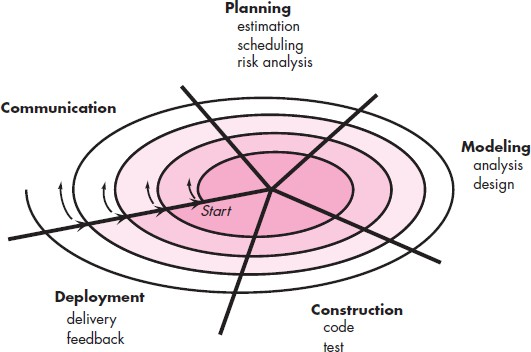 Planning
estimation
scheduling
risk analysis
Communication
Modeling
analysis
design
Start
Deployment
delivery
feedback
Construction
code
test